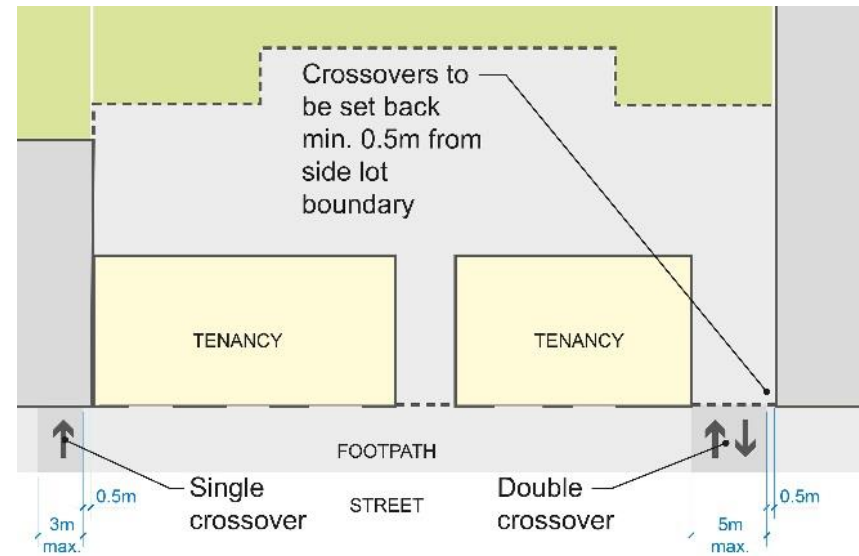 Crossovers to
be set back
min. 0.5m from
side lot
boundary
TENANCY
TENANCY
FOOTPATH
STREET
Single
crossover
Double
crossover
0.5m
3m
max.
0.5m
5m
max.